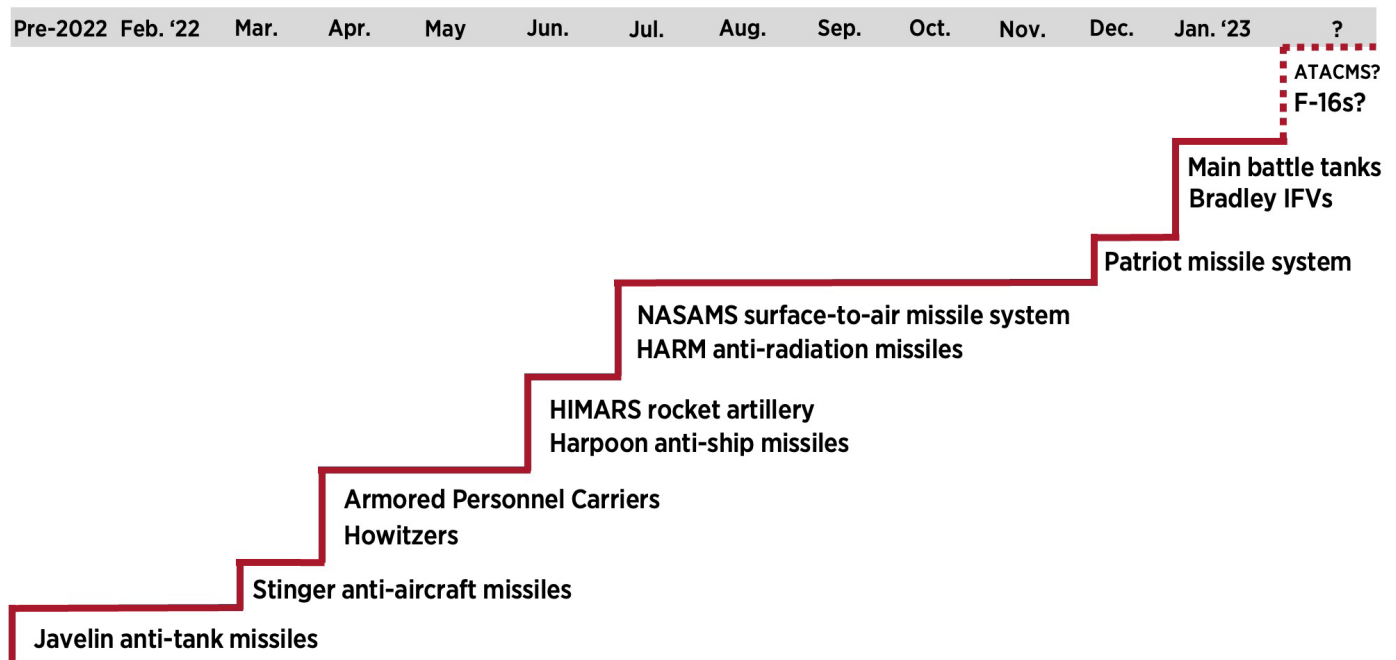 Pre-2022 Feb. ‘22 Mar. Apr. May Jun. Jul. Aug. Sep. Oct. Nov. Dec. Jan. ‘23 ?
ATACMS?
F-16s?
Main battle tanks
Bradley IFVs
Patriot missile system
NASAMS surface-to-air missile system
HARM anti-radiation missiles
HIMARS rocket artillery
Harpoon anti-ship missiles
Armored Personnel Carriers
Howitzers
Stinger anti-aircraft missiles
Javelin anti-tank missiles